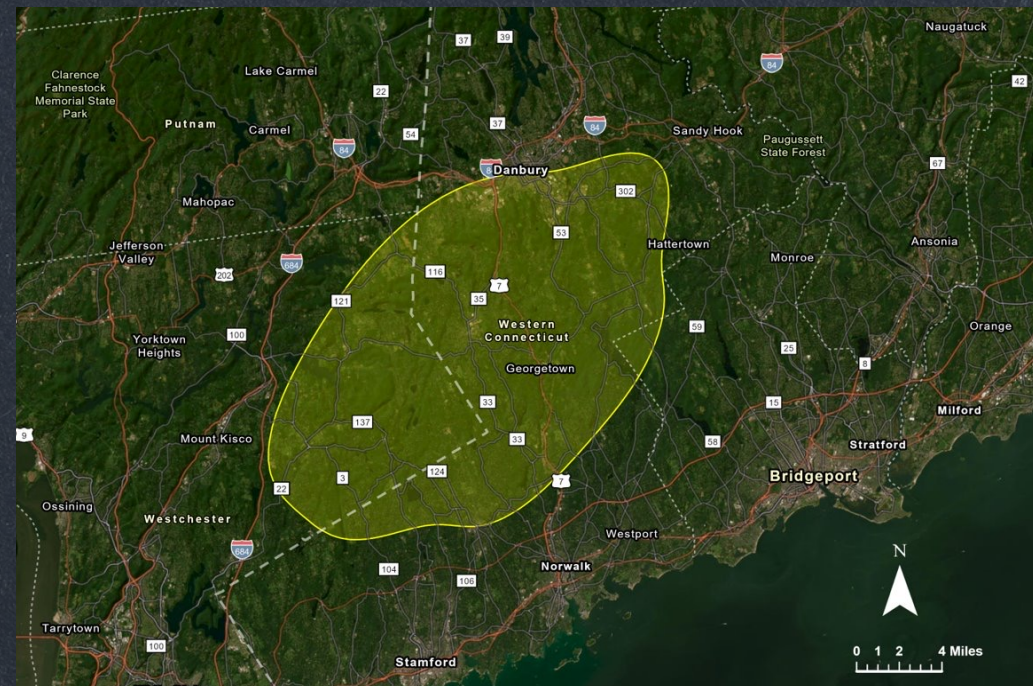 Naugatuck
37
39
84
42
Clarence
Fahnestock
Memorial State
Park
Lake Carmel
22
Putnam
Carmel
54
37
84
Sandy Hook
Paugussett
State Forest
84
67
Danbury
302
Mahopac
53
Hattertown
Ansonia
Jefferson
Valley
684
Monroe
202
116
7
121
35
Western
Connecticut
59
Orange
100
Yorktown
Heights
25
8
Georgetown
33
15
Milford
137
9
Mount Kisco
33
58
Stratford
3
124
7
Bridgeport
22
Ossining
Westchester
Westport
684
N
104
Norwalk
106
Tarrytown
100
0 1 2 4 Miles
Stamford